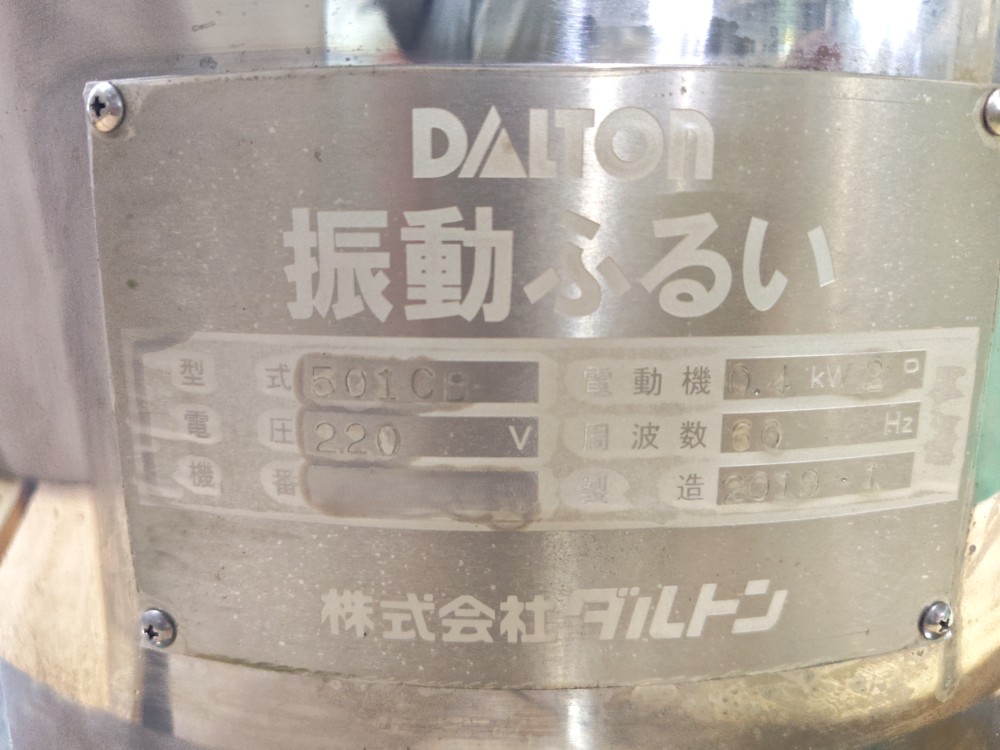 DALTON
振動ふるい
型式 501CB 電動機 0.4 kW 2 P
電圧 220 V 周波数 60 Hz
機番 製造 2019.1
株式会社ダルトン